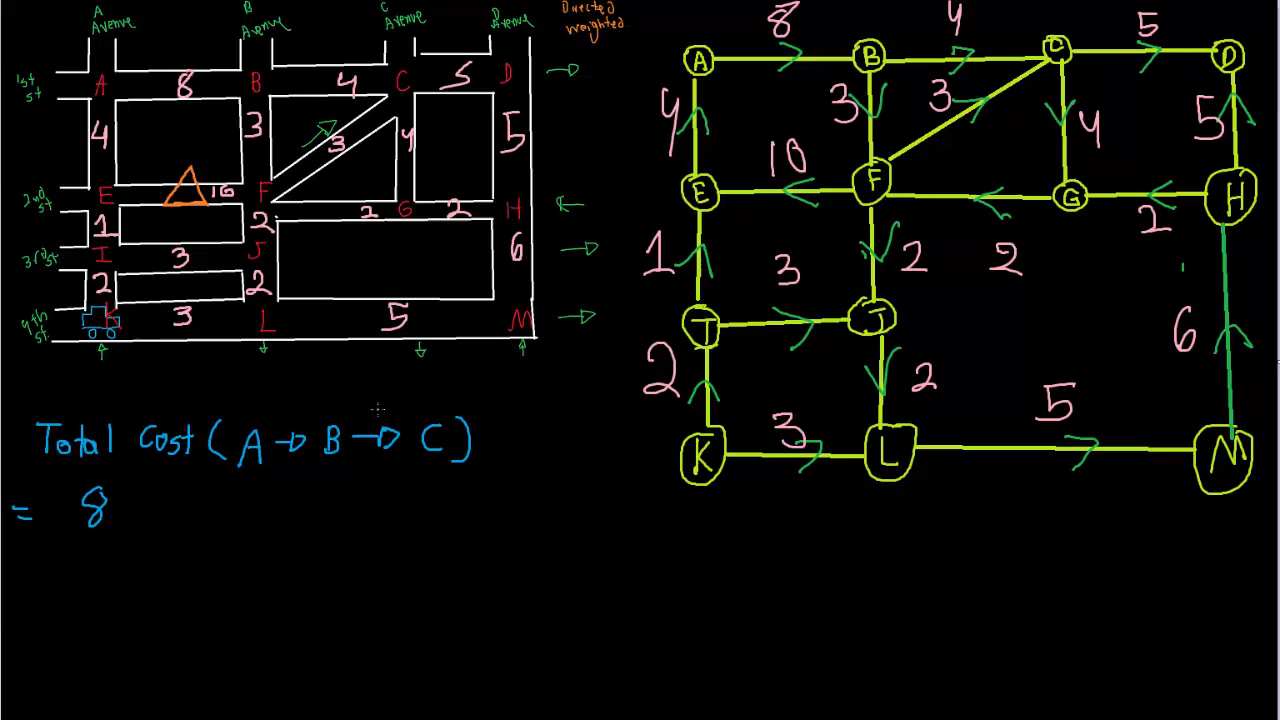 A Avenue
B Avenue
C Avenue
D Avenue
Directed weighted
1st st
A 8 B 4 C 5 D
4 3 3 4 5
2nd st
E 10 F 2 G 2 H
1 2 6
3rd st
I 3 J
2 2
4th st
K 3 L 5 M
A 8 B 4 C 5 D
4 3 3 4 5
E 10 F 2 G 2 H
1 2
I 3 J 6
2 2
K 3 L 5 M
Total Cost(A→B→C)
= 8